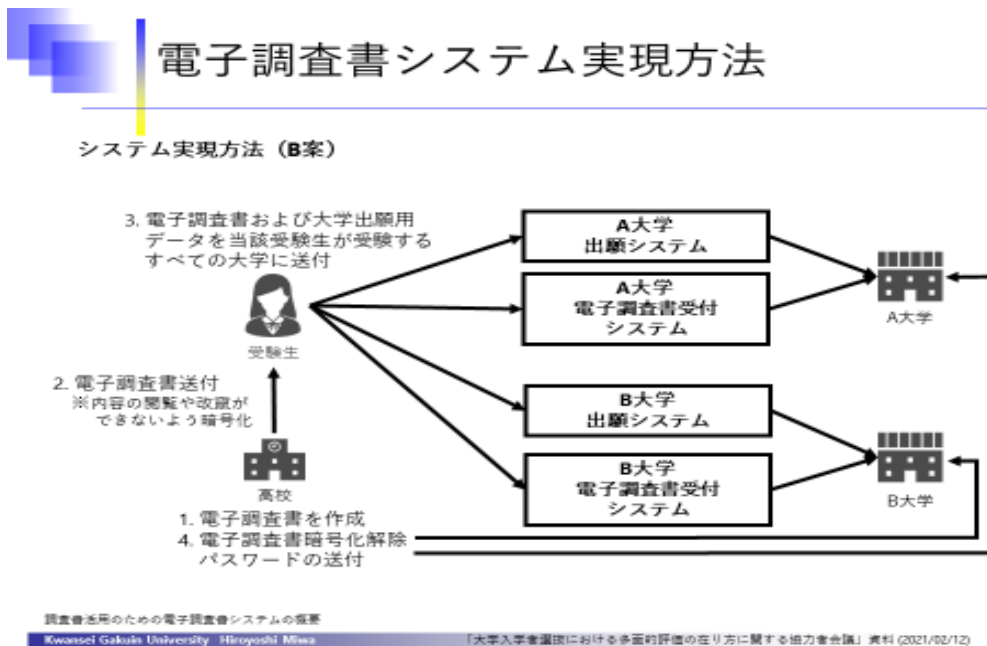 電子調査書システム実現方法
システム実現方法（B案）
3. 電子調査書および大学出願用
データを当該受験生が受験する
すべての大学に送付
受験生
2. 電子調査書送付
※内容の閲覧や改竄が
できないよう暗号化
高校
1. 電子調査書を作成
4. 電子調査書暗号化解除
パスワードの送付
A大学
出願システム
A大学
電子調査書受付
システム
A大学
B大学
出願システム
B大学
電子調査書受付
システム
B大学
調査書活用のための電子調査書システムの概要
Kwansei Gakuin University Hiroyoshi Miwa
「大学入学者選抜における多面的評価の在り方に関する協力者会議」資料 (2021/02/12)